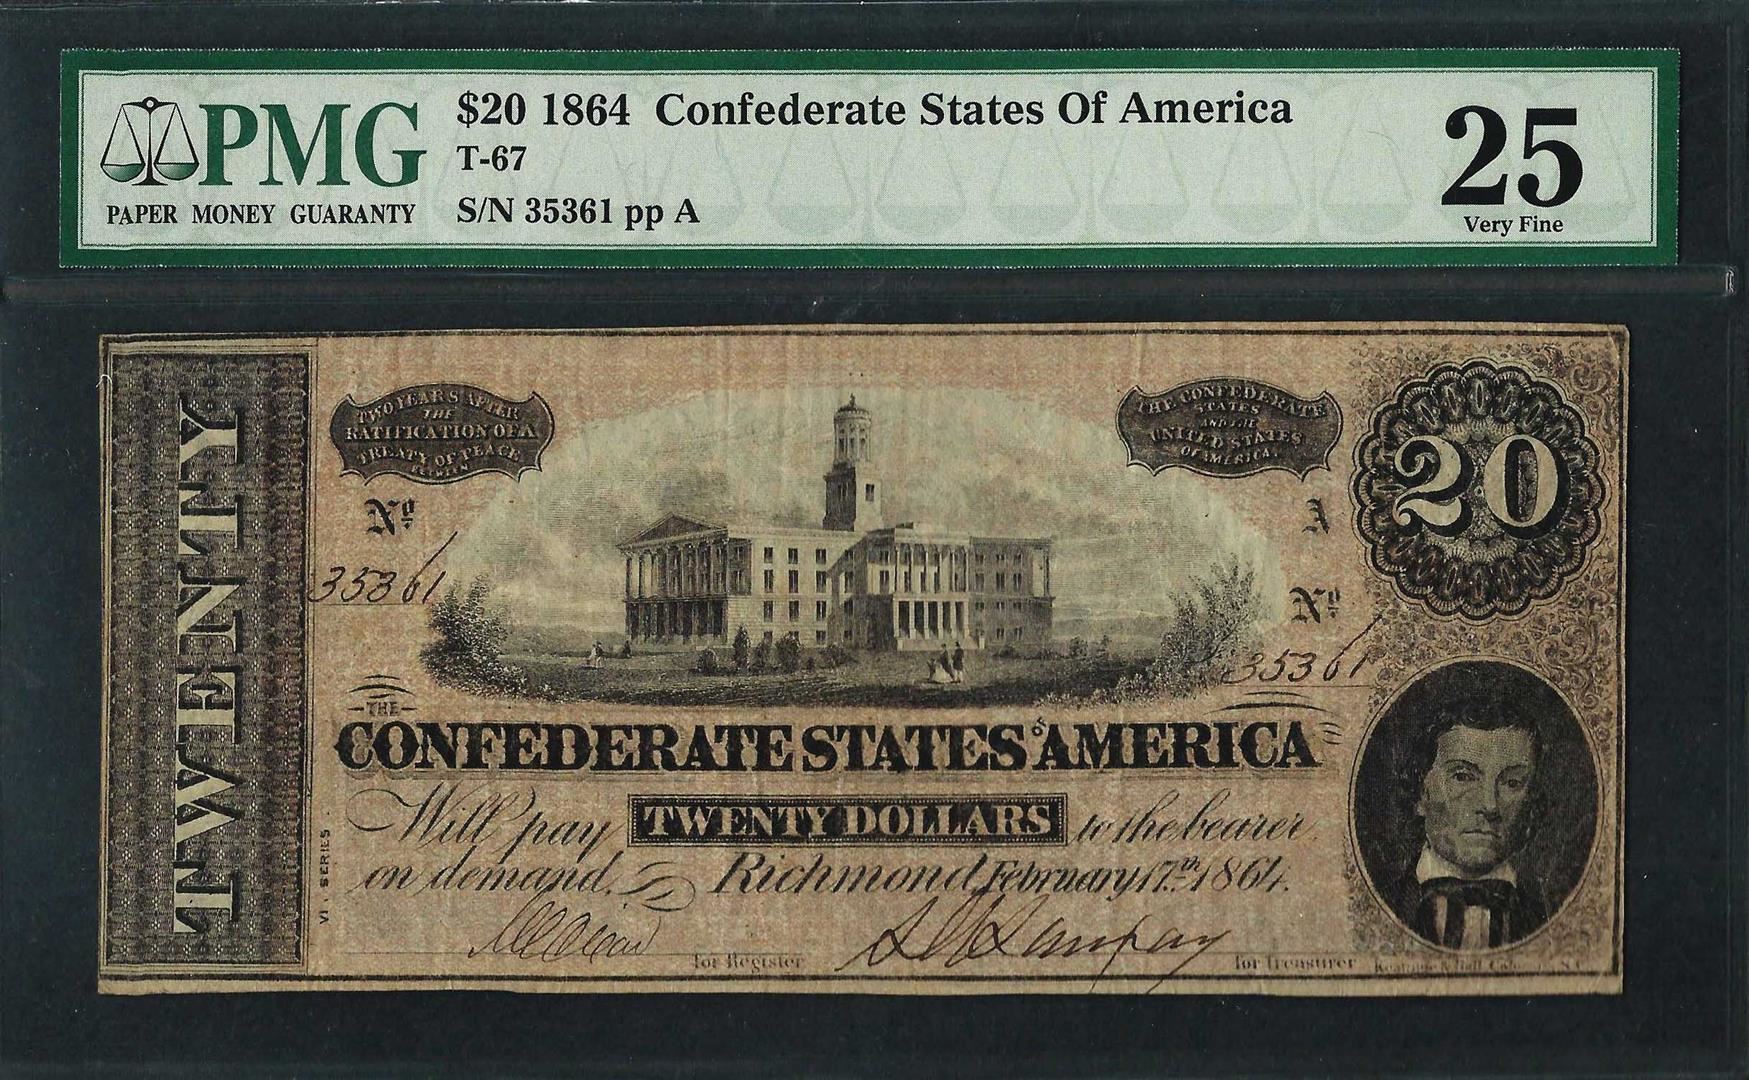 PMG
PAPER MONEY GUARANTY
$20 1864 Confederate States Of America
T-67
S/N 35361 pp A
25
Very Fine
TWENTY
TWO YEARS AFTER
THE
RATIFICATION OF A
TREATY OF PEACE
BETWEEN
THE CONFEDERATE
STATES
AND THE
UNITED STATES
OF AMERICA.
20
No
A
35361
No
35361
THE
CONFEDERATE STATES OF AMERICA
Will pay TWENTY DOLLARS to the bearer
on demand. Richmond, February 17th 1864.
VI. SERIES.
for Register
for Treasurer